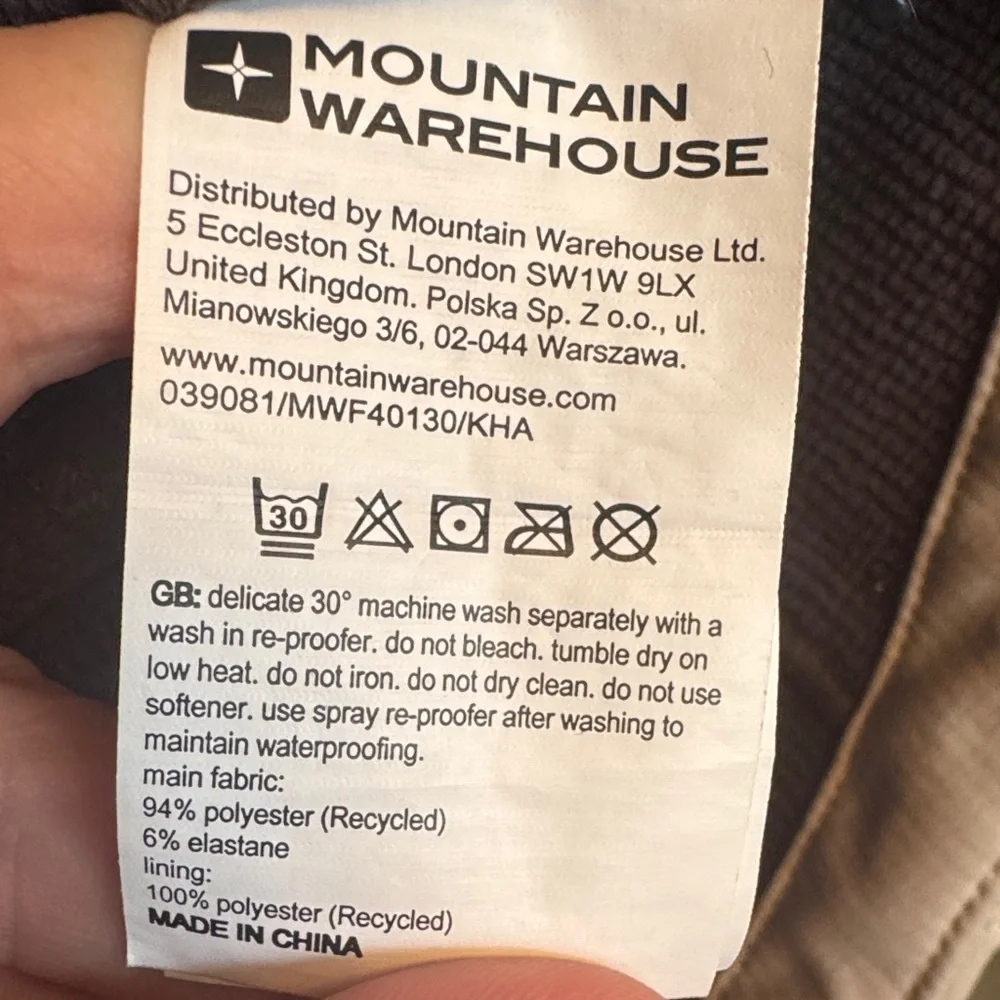 MOUNTAIN
WAREHOUSE
Distributed by Mountain Warehouse Ltd.
5 Eccleston St. London SW1W 9LX
United Kingdom. Polska Sp. Z o.o., ul.
Mianowskiego 3/6, 02-044 Warszawa.
www.mountainwarehouse.com
039081/MWF40130/KHA
30
GB: delicate 30° machine wash separately with a
wash in re-proofer. do not bleach. tumble dry on
low heat. do not iron. do not dry clean. do not use
softener. use spray re-proofer after washing to
maintain waterproofing.
main fabric:
94% polyester (Recycled)
6% elastane
lining:
100% polyester (Recycled)
MADE IN CHINA